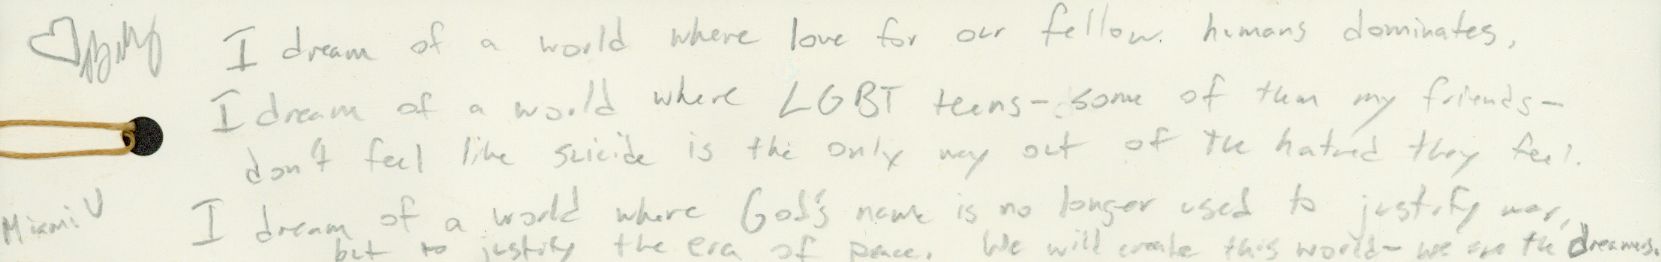 I dream of a world where love for our fellow humans dominates,
I dream of a world where LGBT teens - some of them my friends -
don't feel like suicide is the only way out of the hatred they feel.
Miami U
I dream of a world where God's name is no longer used to justify war,
but to justify the era of peace. We will create this world - we are the dreamers.